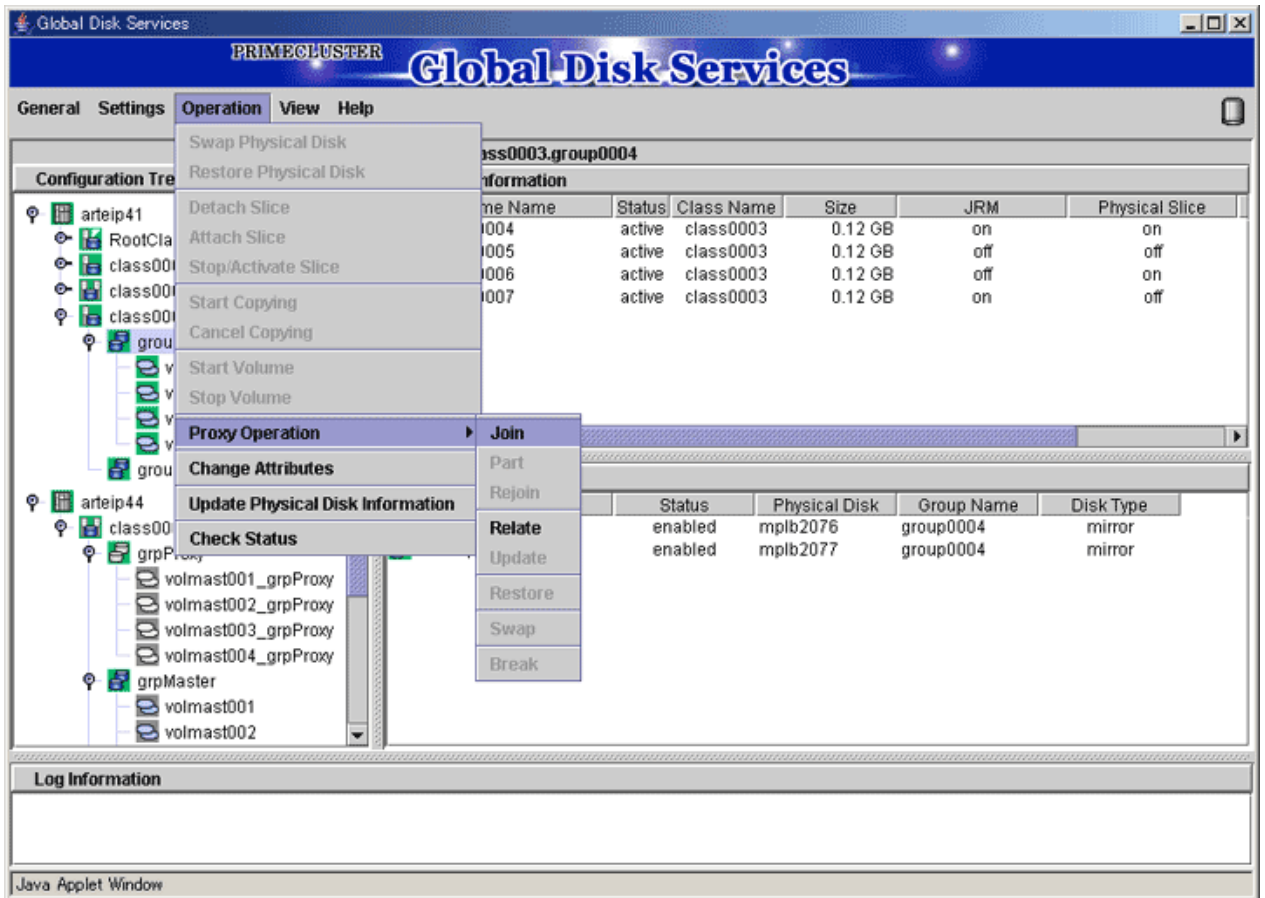 Global Disk Services
PRIMECLUSTER Global Disk Services
General Settings Operation View Help
Swap Physical Disk
Restore Physical Disk
Detach Slice
Attach Slice
Stop/Activate Slice
Start Copying
Cancel Copying
Start Volume
Stop Volume
Proxy Operation
Change Attributes
Update Physical Disk Information
Check Status
Join
Part
Rejoin
Relate
Update
Restore
Swap
Break
ass0003.group0004
Configuration Tre
nformation
arteip41
RootCla
class00
class00
class00
grou
v
v
v
v
grou
arteip44
class00
grpProxy
volmast001_grpProxy
volmast002_grpProxy
volmast003_grpProxy
volmast004_grpProxy
grpMaster
volmast001
volmast002
me Name Status Class Name Size JRM Physical Slice
0004 active class0003 0.12 GB on on
0005 active class0003 0.12 GB off off
0006 active class0003 0.12 GB off on
0007 active class0003 0.12 GB on off
Status Physical Disk Group Name Disk Type
enabled mplb2076 group0004 mirror
enabled mplb2077 group0004 mirror
Log Information
Java Applet Window